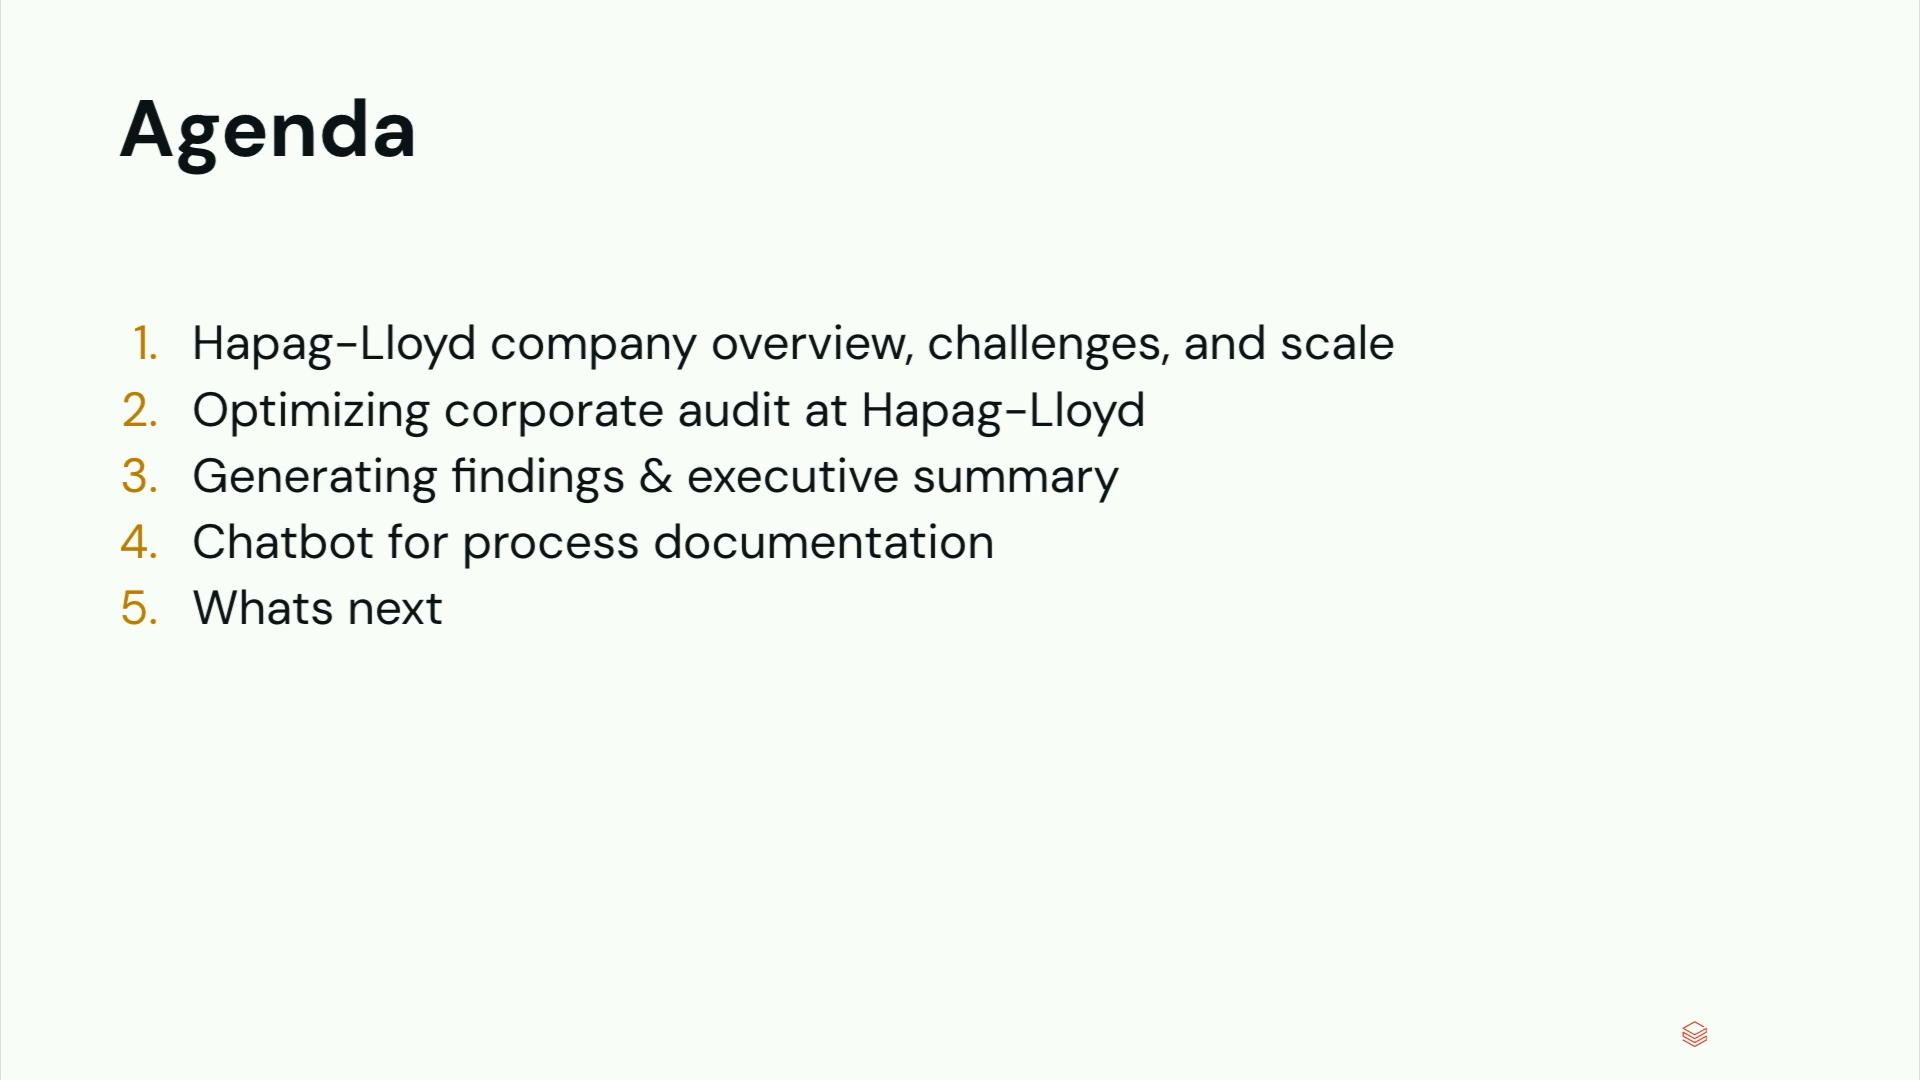 Agenda
1. Hapag-Lloyd company overview, challenges, and scale
2. Optimizing corporate audit at Hapag-Lloyd
3. Generating findings & executive summary
4. Chatbot for process documentation
5. Whats next